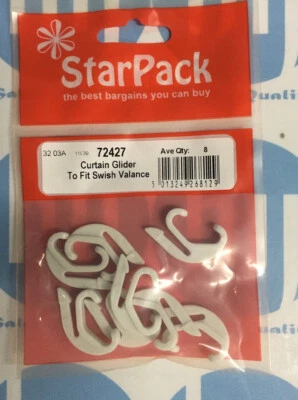 StarPack
the best bargains you can buy
32 03A 72427 Ave Qty: 8
Curtain Glider
To Fit Swish Valance
5 013249 268129